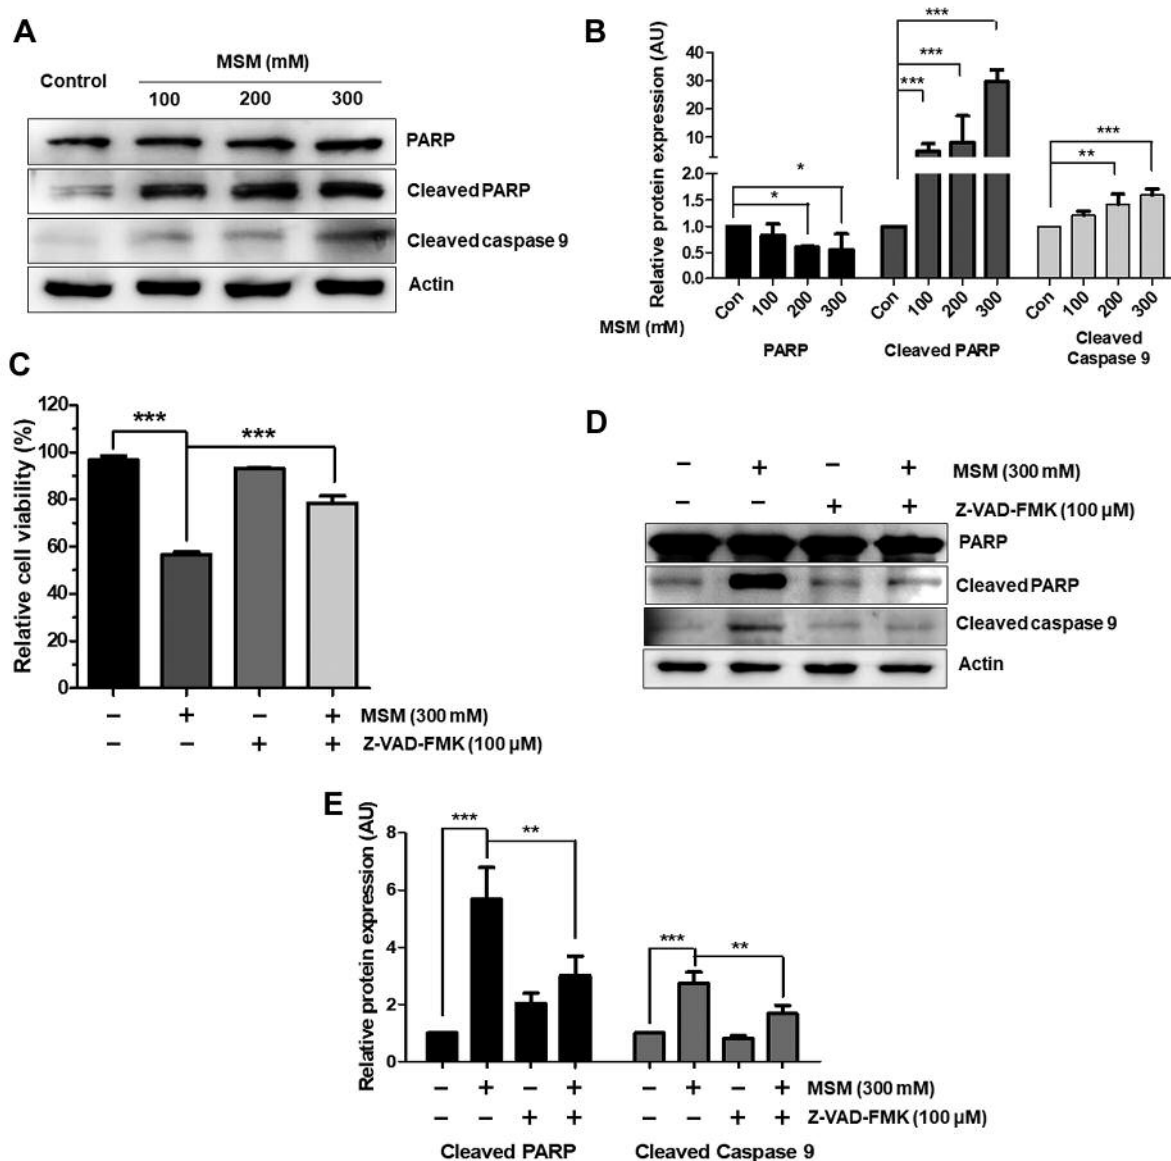 A
Control
MSM (mM)
100 200 300
PARP
Cleaved PARP
Cleaved caspase 9
Actin
B
Relative protein expression (AU)
40
30
20
10
2.0
1.5
1.0
0.5
0.0
***
***
***
*
*
***
**
Con 100 200 300 Con 100 200 300 Con 100 200 300
MSM (mM)
PARP
Cleaved PARP
Cleaved
Caspase 9
C
Relative cell viability (%)
120
100
80
60
40
20
0
*** ***
– + – + MSM (300 mM)
– – + + Z-VAD-FMK (100 µM)
D
– + – + MSM (300 mM)
– – + + Z-VAD-FMK (100 µM)
PARP
Cleaved PARP
Cleaved caspase 9
Actin
E
Relative protein expression (AU)
8
6
4
2
0
*** **
*** **
– + – + – + – + MSM (300 mM)
– – + + – – + + Z-VAD-FMK (100 µM)
Cleaved PARP Cleaved Caspase 9